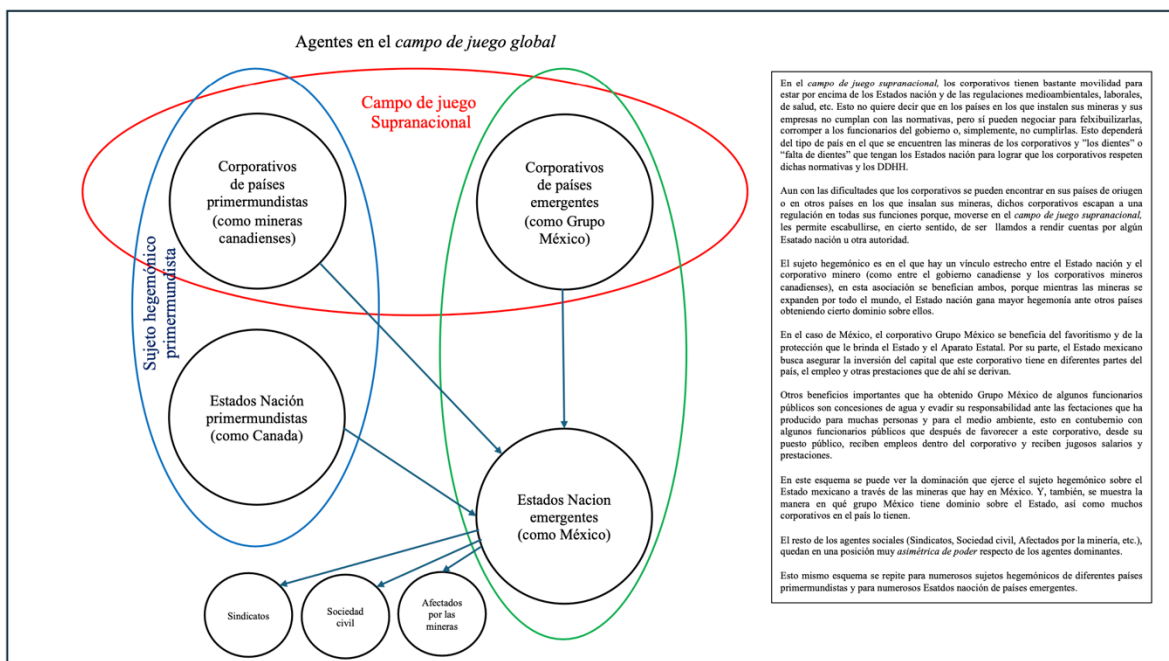 Agentes en el campo de juego global
Campo de juego
Supranacional
Corporativos
de países
primermundistas
(como mineras
canadienses)
Corporativos
de países
emergentes
(como Grupo
México)
Sujeto hegemónico
primermundista
Estados Nación
primermundistas
(como Canada)
Estados Nacion
emergentes
(como México)
Sindicatos
Sociedad
civil
Afectados
por las
mineras
En el campo de juego supranacional, los corporativos tienen bastante movilidad para
estar por encima de los Estados nación y de las regulaciones medioambientales, laborales,
de salud, etc. Esto no quiere decir que en los países en los que instalen sus mineras y sus
empresas no cumplan con las normativas, pero sí pueden negociar para felxibuilizarlas,
corromper a los funcionarios del gobierno o, simplemente, no cumplirlas. Esto dependerá
del tipo de país en el que se encuentren las mineras de los corporativos y "los dientes" o
"falta de dientes" que tengan los Estados nación para lograr que los corporativos respeten
dichas normativas y los DDHH.
Aun con las dificultades que los corporativos se pueden encontrar en sus países de oriugen
o en otros países en los que insalan sus mineras, dichos corporativos escapan a una
regulación en todas sus funciones porque, moverse en el campo de juego supranacional,
les permite escabullirse, en cierto sentido, de ser llamdos a rendir cuentas por algún
Esatado nación u otra autoridad.
El sujeto hegemónico es en el que hay un vínculo estrecho entre el Estado nación y el
corporativo minero (como entre el gobierno canadiense y los corporativos mineros
canadienses), en esta asociación se benefician ambos, porque mientras las mineras se
expanden por todo el mundo, el Estado nación gana mayor hegemonía ante otros países
obteniendo cierto dominio sobre ellos.
En el caso de México, el corporativo Grupo México se beneficia del favoritismo y de la
protección que le brinda el Estado y el Aparato Estatal. Por su parte, el Estado mexicano
busca asegurar la inversión del capital que este corporativo tiene en diferentes partes del
país, el empleo y otras prestaciones que de ahí se derivan.
Otros beneficios importantes que ha obtenido Grupo México de algunos funcionarios
públicos son concesiones de agua y evadir su responsabilidad ante las fectaciones que ha
producido para muchas personas y para el medio ambiente, esto en contubernio con
algunos funcionarios públicos que después de favorecer a este corporativo, desde su
puesto público, reciben empleos dentro del corporativo y reciben jugosos salarios y
prestaciones.
En este esquema se puede ver la dominación que ejerce el sujeto hegemónico sobre el
Estado mexicano a través de las mineras que hay en México. Y, también, se muestra la
manera en qué grupo México tiene dominio sobre el Estado, así como muchos
corporativos en el país lo tienen.
El resto de los agentes sociales (Sindicatos, Sociedad civil, Afectados por la minería, etc.),
quedan en una posición muy asimétrica de poder respecto de los agentes dominantes.
Esto mismo esquema se repite para numerosos sujetos hegemónicos de diferentes países
primermundistas y para numerosos Esatdos naoción de países emergentes.